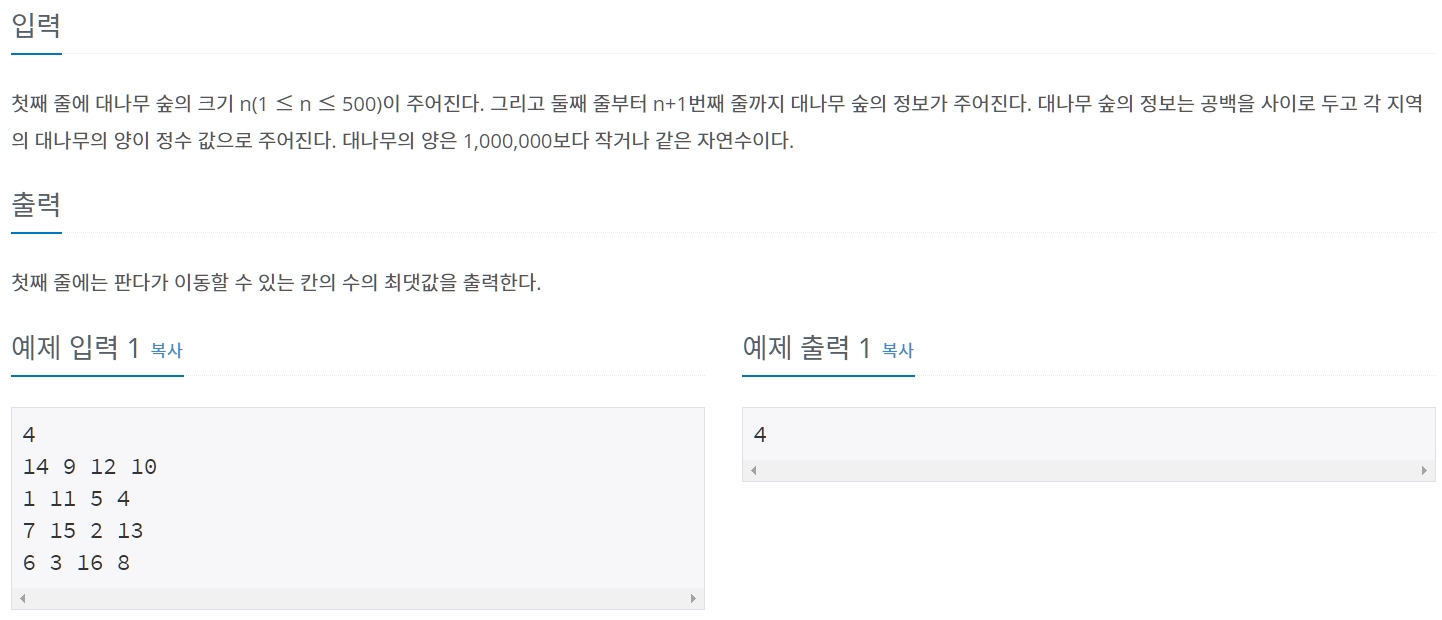 입력
첫째 줄에 대나무 숲의 크기 n(1 ≤ n ≤ 500)이 주어진다. 그리고 둘째 줄부터 n+1번째 줄까지 대나무 숲의 정보가 주어진다. 대나무 숲의 정보는 공백을 사이로 두고 각 지역
의 대나무의 양이 정수 값으로 주어진다. 대나무의 양은 1,000,000보다 작거나 같은 자연수이다.
출력
첫째 줄에는 판다가 이동할 수 있는 칸의 수의 최댓값을 출력한다.
예제 입력 1 복사
4
14 9 12 10
1 11 5 4
7 15 2 13
6 3 16 8
예제 출력 1 복사
4